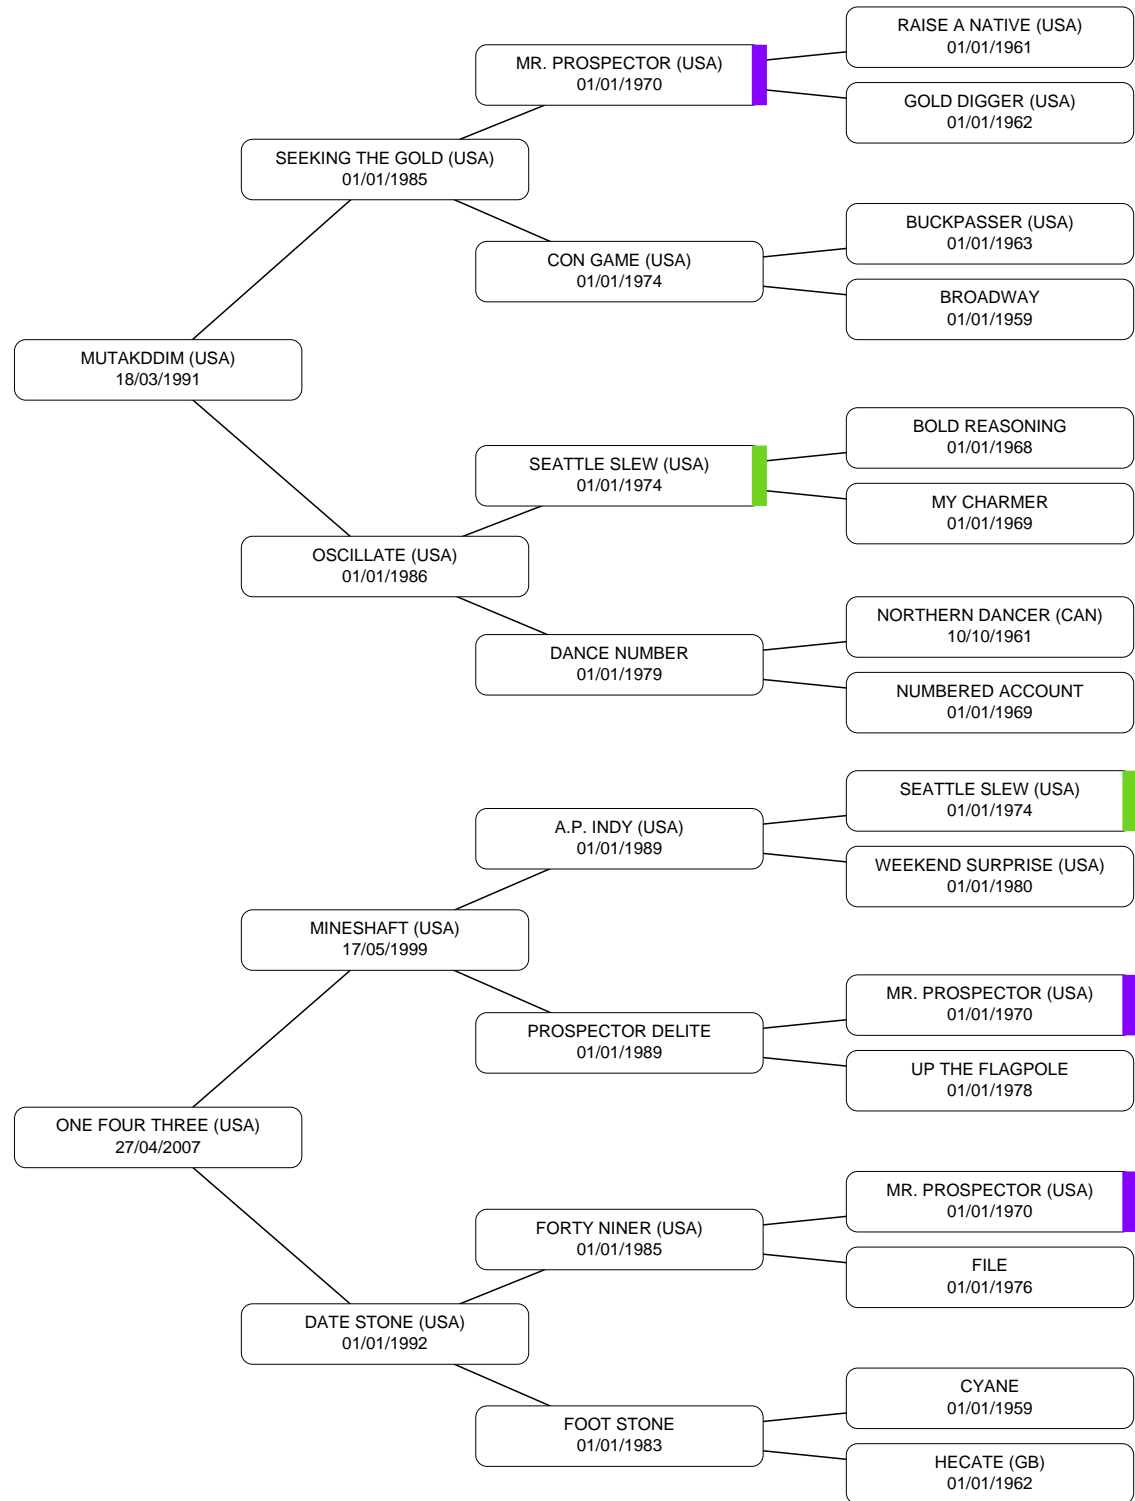 RAISE A NATIVE (USA)
01/01/1961
MR. PROSPECTOR (USA)
01/01/1970
GOLD DIGGER (USA)
01/01/1962
SEEKING THE GOLD (USA)
01/01/1985
BUCKPASSER (USA)
01/01/1963
CON GAME (USA)
01/01/1974
BROADWAY
01/01/1959
MUTAKDDIM (USA)
18/03/1991
BOLD REASONING
01/01/1968
SEATTLE SLEW (USA)
01/01/1974
MY CHARMER
01/01/1969
OSCILLATE (USA)
01/01/1986
NORTHERN DANCER (CAN)
10/10/1961
DANCE NUMBER
01/01/1979
NUMBERED ACCOUNT
01/01/1969
SEATTLE SLEW (USA)
01/01/1974
A.P. INDY (USA)
01/01/1989
WEEKEND SURPRISE (USA)
01/01/1980
MINESHAFT (USA)
17/05/1999
MR. PROSPECTOR (USA)
01/01/1970
PROSPECTOR DELITE
01/01/1989
UP THE FLAGPOLE
01/01/1978
ONE FOUR THREE (USA)
27/04/2007
MR. PROSPECTOR (USA)
01/01/1970
FORTY NINER (USA)
01/01/1985
FILE
01/01/1976
DATE STONE (USA)
01/01/1992
CYANE
01/01/1959
FOOT STONE
01/01/1983
HECATE (GB)
01/01/1962